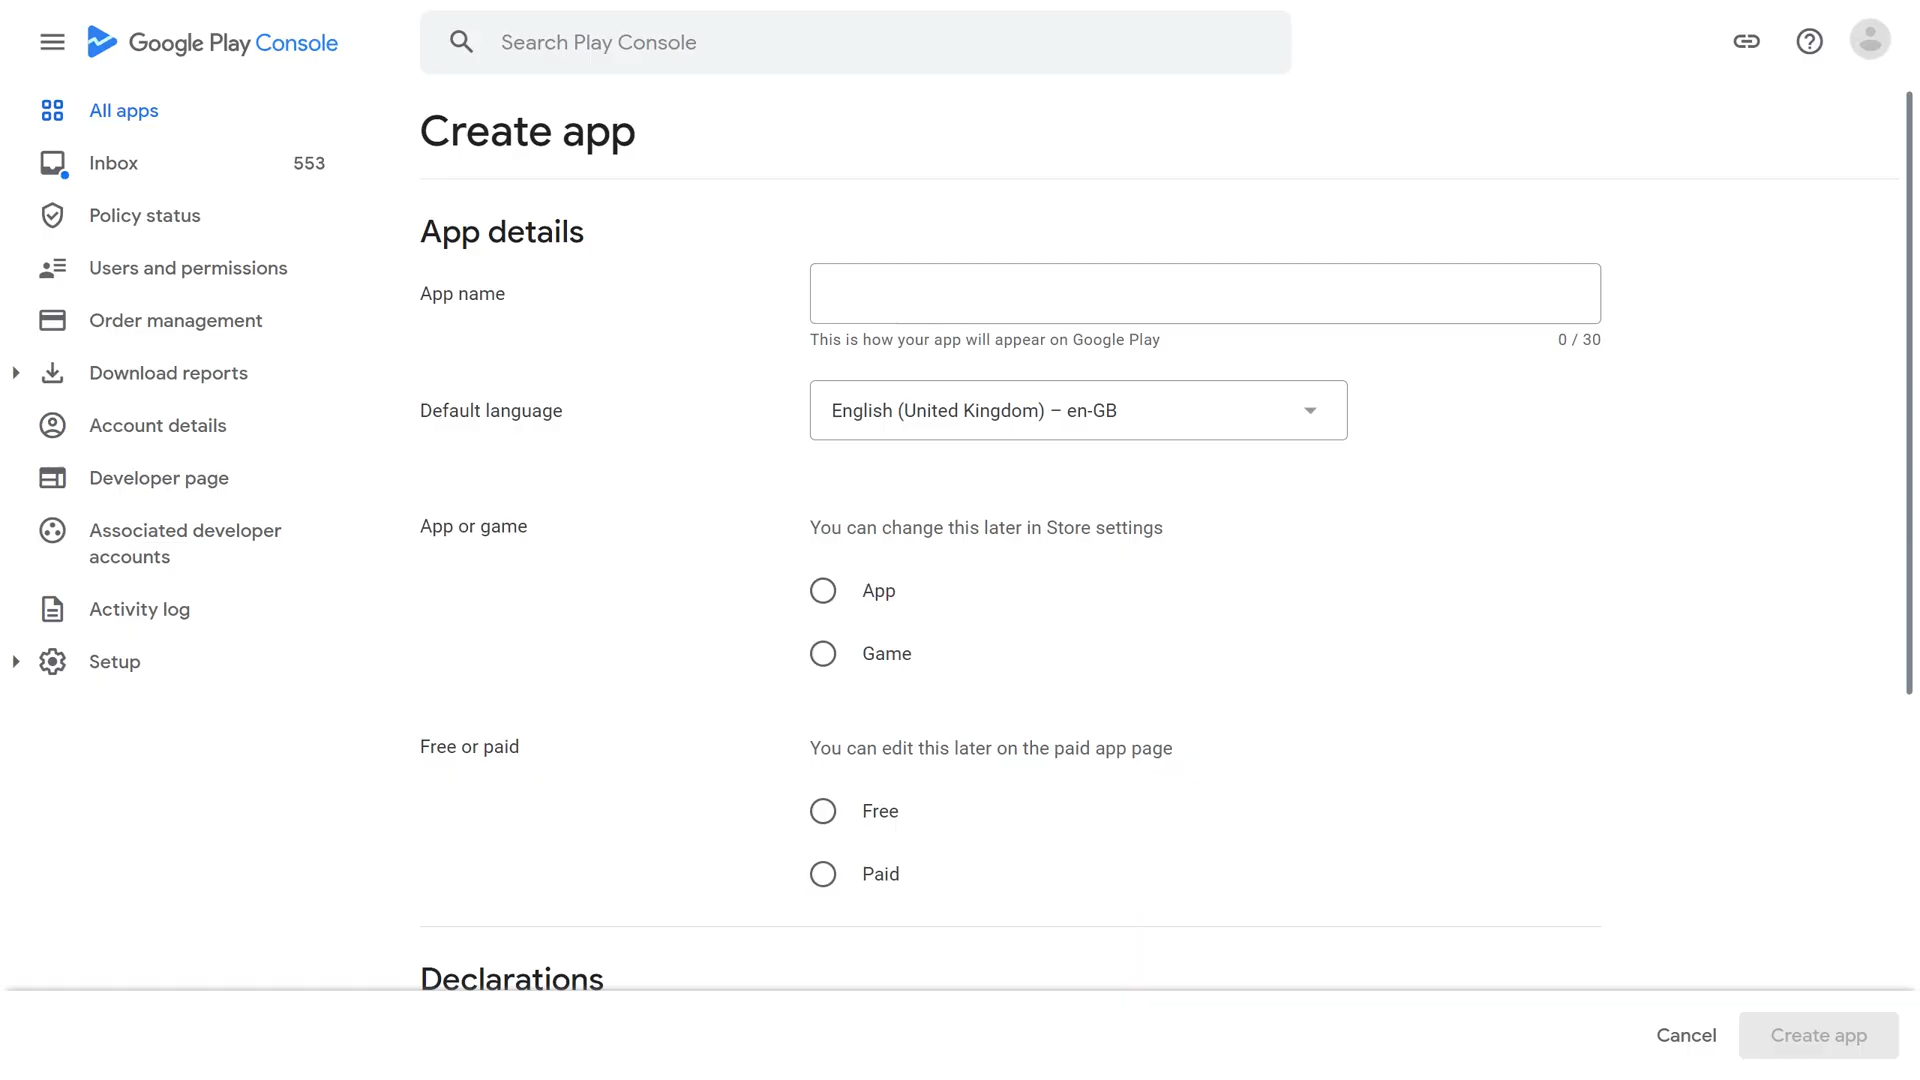 Google Play Console
Search Play Console
All apps
Inbox 553
Policy status
Users and permissions
Order management
Download reports
Account details
Developer page
Associated developer
accounts
Activity log
Setup
Create app
App details
App name
This is how your app will appear on Google Play 0 / 30
Default language
English (United Kingdom) – en-GB
App or game
You can change this later in Store settings
App
Game
Free or paid
You can edit this later on the paid app page
Free
Paid
Declarations
Cancel
Create app